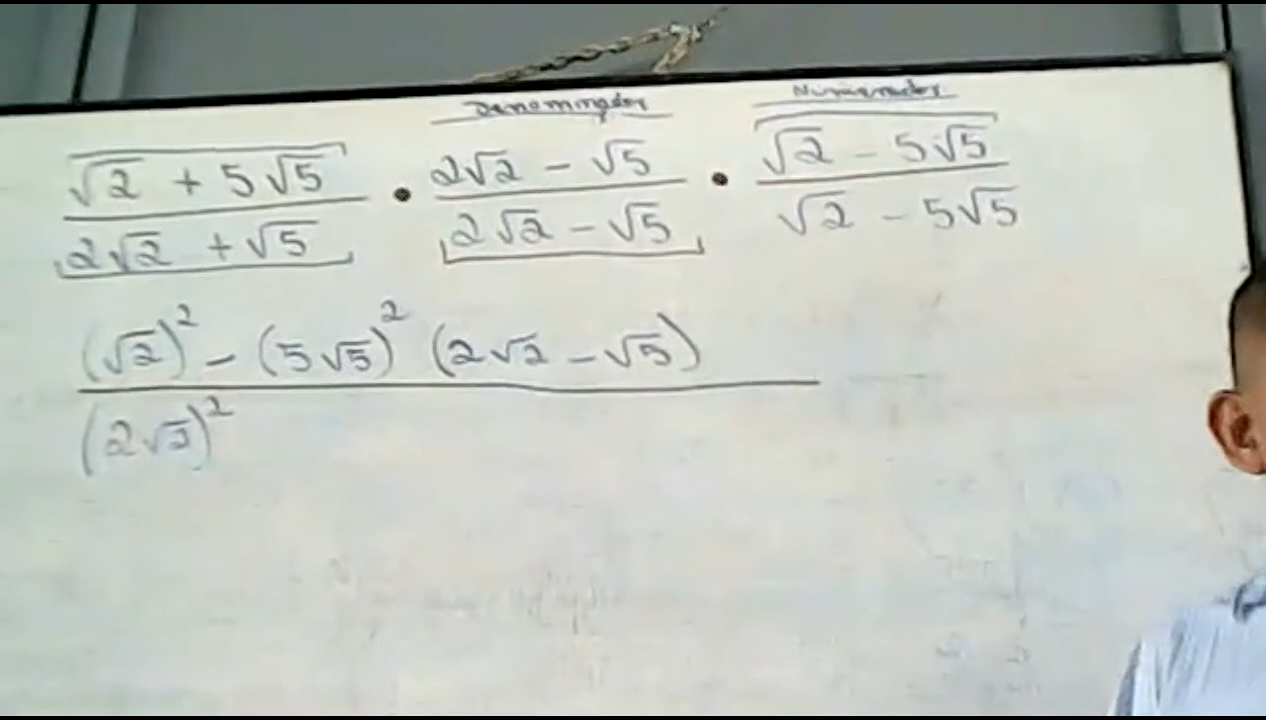 Denominador Numerador
√2 + 5√5 2√2 − √5 √2 − 5√5
———— • ———— • ————
2√2 + √5 2√2 − √5 √2 − 5√5
(√2)² − (5√5)² (2√2 − √5)
————————————
(2√2)²